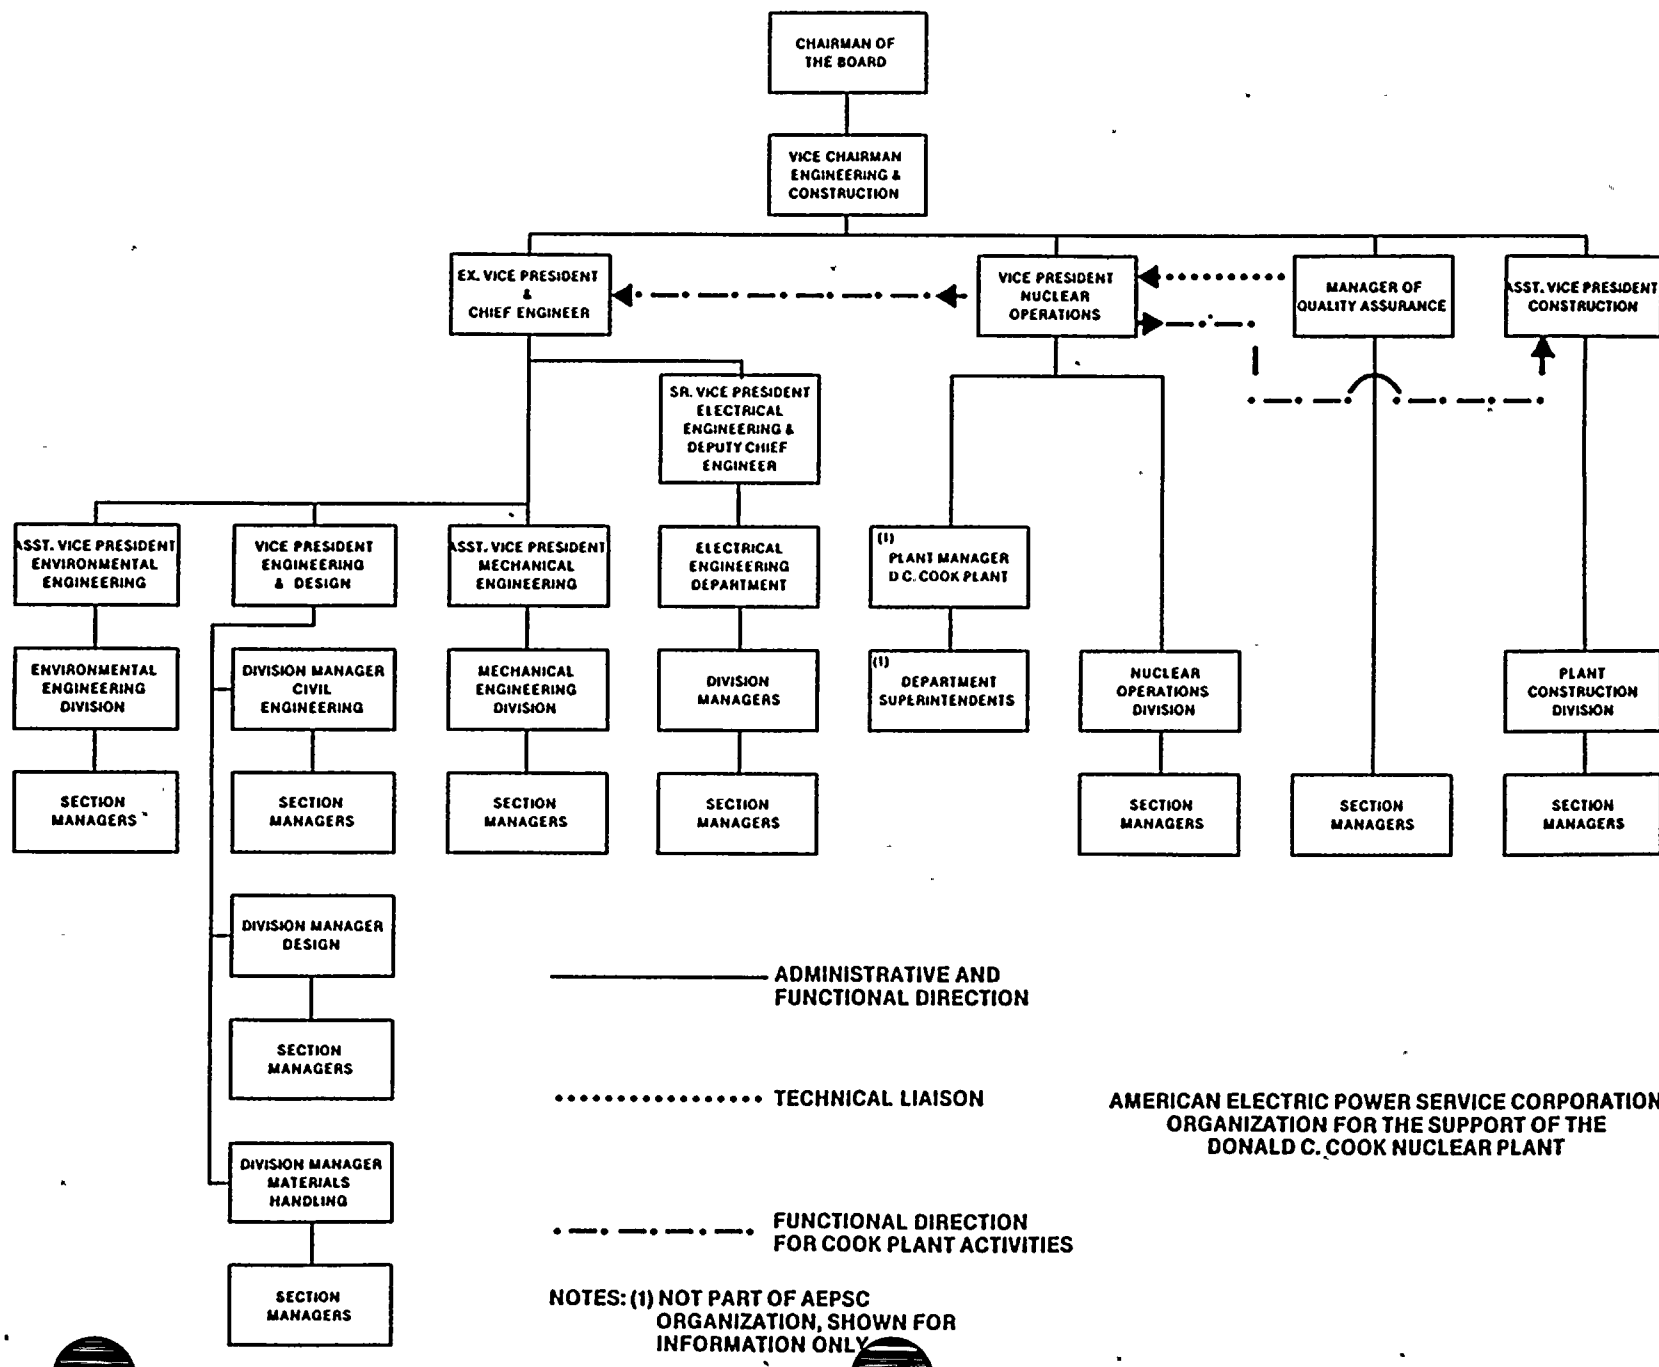 CHAIRMAN OF
THE BOARD
VICE CHAIRMAN
ENGINEERING &
CONSTRUCTION
EX. VICE PRESIDENT
&
CHIEF ENGINEER
VICE PRESIDENT
NUCLEAR
OPERATIONS
MANAGER OF
QUALITY ASSURANCE
ASST. VICE PRESIDENT
CONSTRUCTION
SR. VICE PRESIDENT
ELECTRICAL
ENGINEERING &
DEPUTY CHIEF
ENGINEER
ASST. VICE PRESIDENT
ENVIRONMENTAL
ENGINEERING
VICE PRESIDENT
ENGINEERING
& DESIGN
ASST. VICE PRESIDENT
MECHANICAL
ENGINEERING
ELECTRICAL
ENGINEERING
DEPARTMENT
(1)
PLANT MANAGER
D C. COOK PLANT
ENVIRONMENTAL
ENGINEERING
DIVISION
DIVISION MANAGER
CIVIL
ENGINEERING
MECHANICAL
ENGINEERING
DIVISION
DIVISION
MANAGERS
(1)
DEPARTMENT
SUPERINTENDENTS
NUCLEAR
OPERATIONS
DIVISION
PLANT
CONSTRUCTION
DIVISION
SECTION
MANAGERS
SECTION
MANAGERS
SECTION
MANAGERS
SECTION
MANAGERS
SECTION
MANAGERS
SECTION
MANAGERS
SECTION
MANAGERS
DIVISION MANAGER
DESIGN
SECTION
MANAGERS
DIVISION MANAGER
MATERIALS
HANDLING
SECTION
MANAGERS
ADMINISTRATIVE AND
FUNCTIONAL DIRECTION
TECHNICAL LIAISON
FUNCTIONAL DIRECTION
FOR COOK PLANT ACTIVITIES
NOTES: (1) NOT PART OF AEPSC
ORGANIZATION, SHOWN FOR
INFORMATION ONLY
AMERICAN ELECTRIC POWER SERVICE CORPORATION
ORGANIZATION FOR THE SUPPORT OF THE
DONALD C. COOK NUCLEAR PLANT